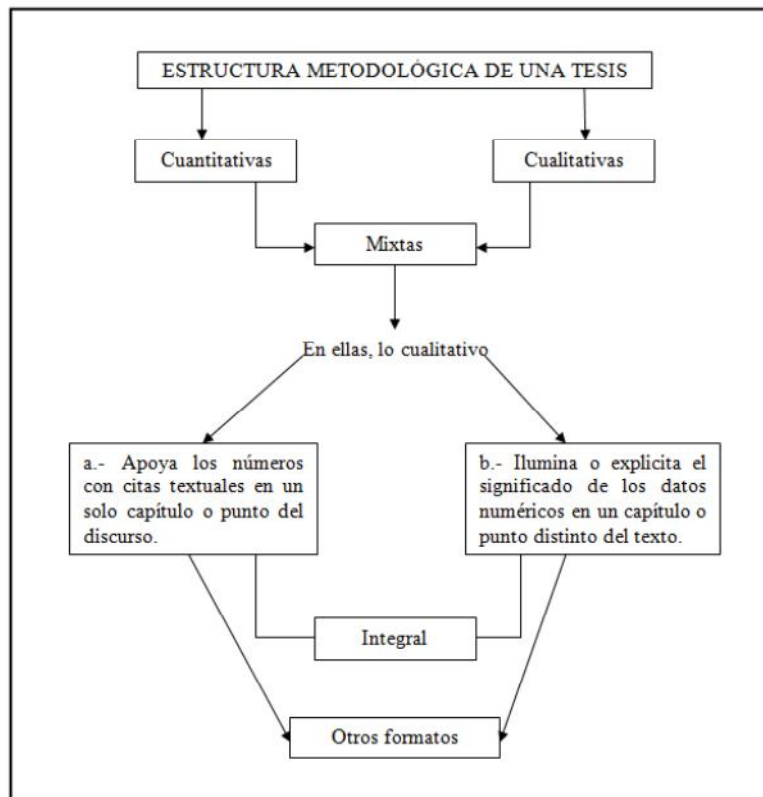 ESTRUCTURA METODOLÓGICA DE UNA TESIS
Cuantitativas
Cualitativas
Mixtas
En ellas, lo cualitativo
a.- Apoya los números
con citas textuales en un
solo capítulo o punto del
discurso.
b.- Ilumina o explicita el
significado de los datos
numéricos en un capítulo o
punto distinto del texto.
Integral
Otros formatos